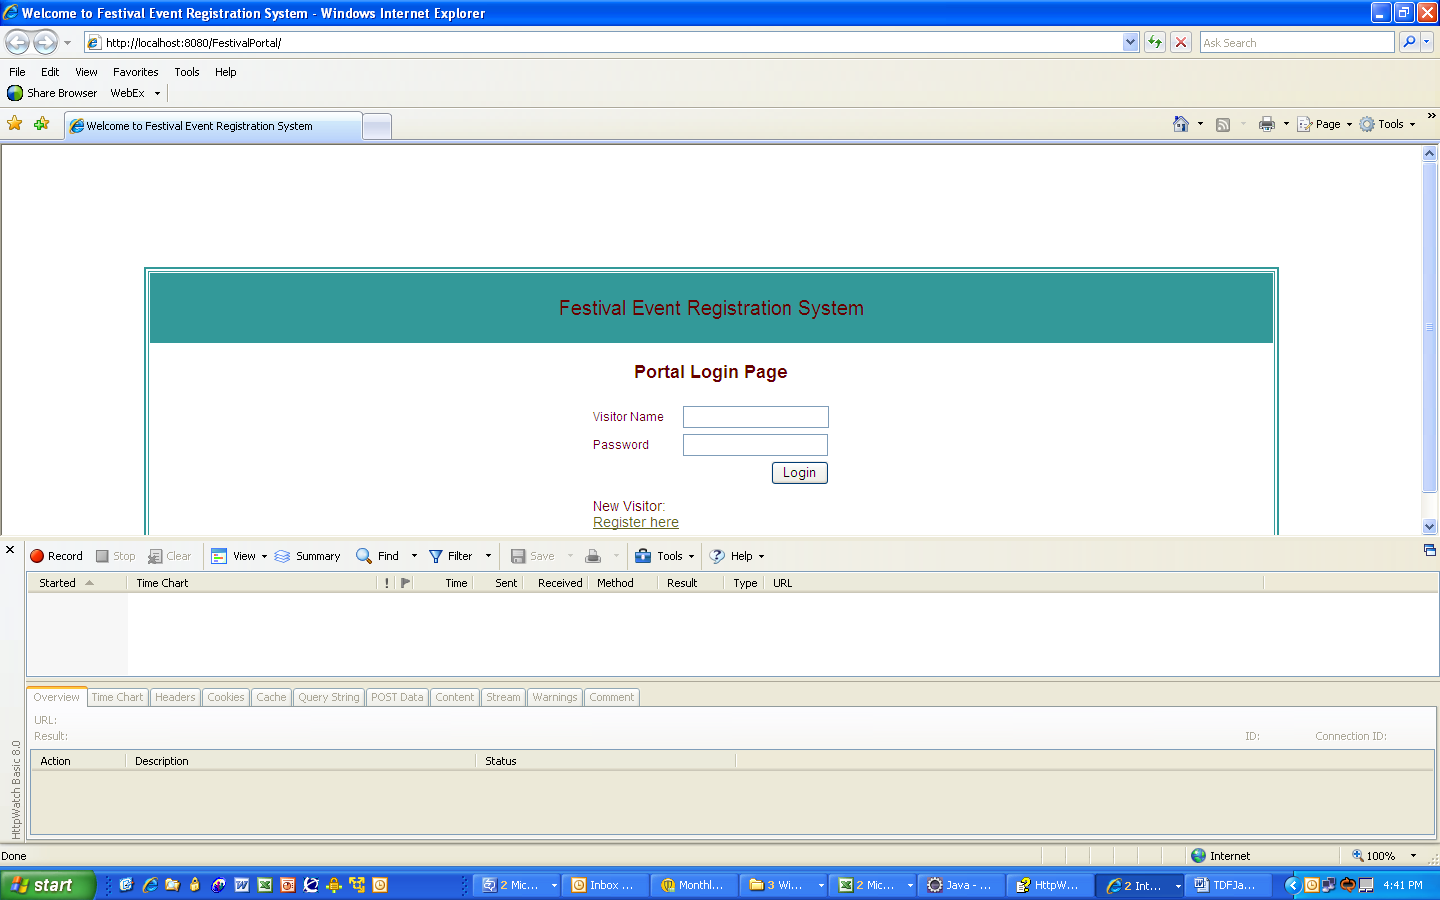 Welcome to Festival Event Registration System - Windows Internet Explorer
http://localhost:8080/FestivalPortal/
Ask Search
File Edit View Favorites Tools Help
Share Browser WebEx
Welcome to Festival Event Registration System
Page Tools »
Festival Event Registration System
Portal Login Page
Visitor Name
Password
Login
New Visitor:
Register here
Record Stop Clear View Summary Find Filter Save Tools Help
Started Time Chart ! Time Sent Received Method Result Type URL
Overview Time Chart Headers Cookies Cache Query String POST Data Content Stream Warnings Comment
URL:
Result: ID: Connection ID:
Action Description Status
HttpWatch Basic 8.0
Done Internet 100%
start 2 Mic... Inbox ... Monthl... 3 Wi... 2 Mic... Java - ... HttpW... 2 Int... TDFJa... 4:41 PM